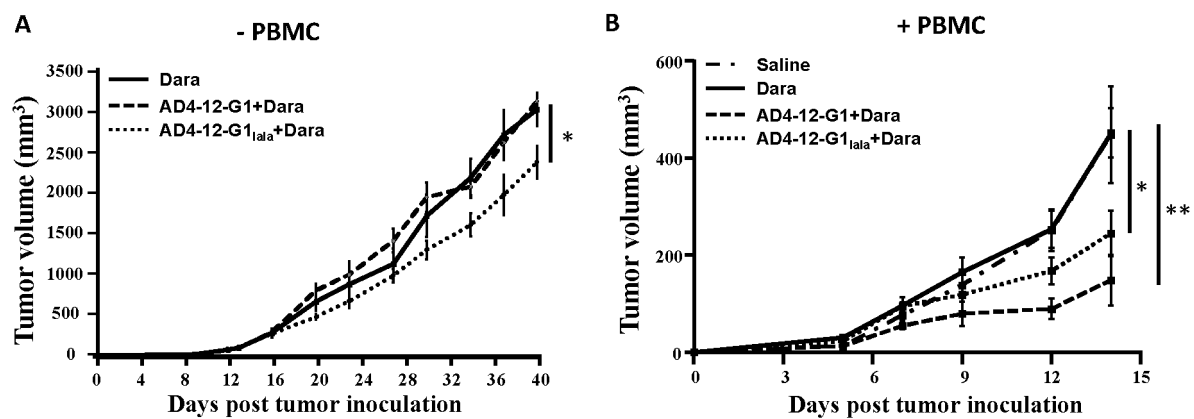 A
- PBMC
Tumor volume (mm³)
3500
3000
2500
2000
1500
1000
500
0
Dara
AD4-12-G1+Dara
AD4-12-G1lala+Dara
*
0 4 8 12 16 20 24 28 32 36 40
Days post tumor inoculation
B
+ PBMC
Tumor volume (mm³)
600
400
200
0
Saline
Dara
AD4-12-G1+Dara
AD4-12-G1lala+Dara
*
**
0 3 6 9 12 15
Days post tumor inoculation